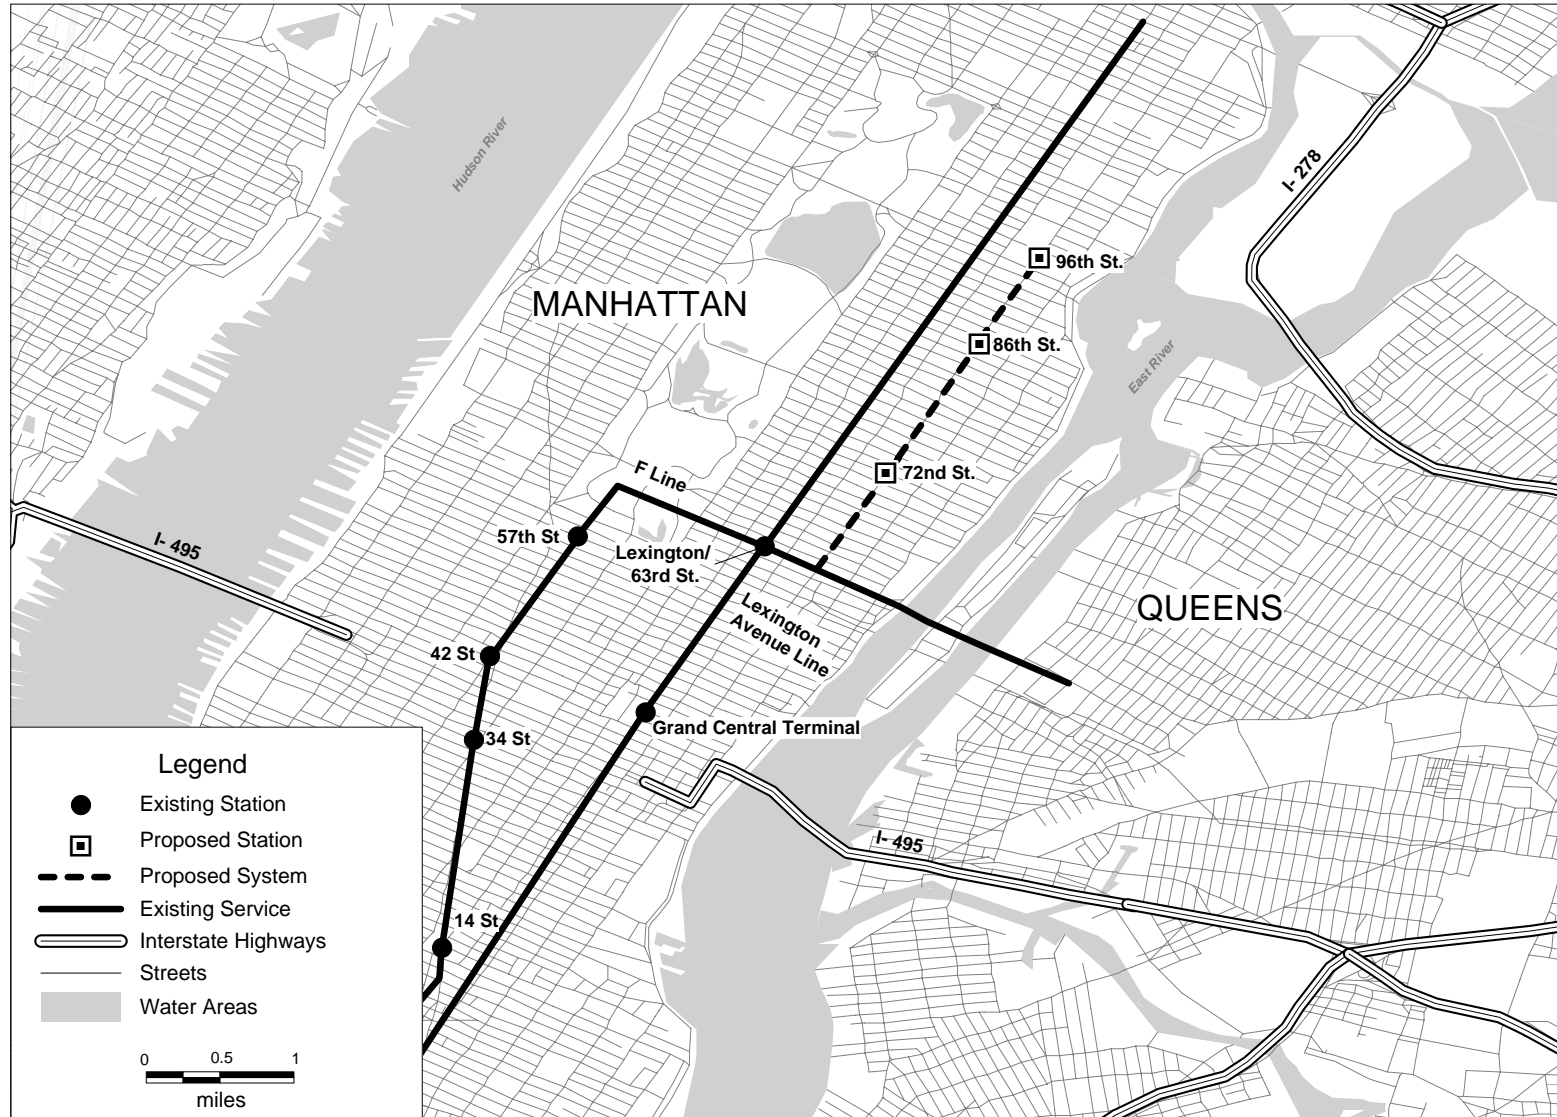 Hudson River
I- 278
96th St.
MANHATTAN
86th St.
East River
F Line
72nd St.
57th St
I- 495
Lexington/
63rd St.
Lexington
Avenue Line
QUEENS
42 St
Grand Central Terminal
34 St
I- 495
14 St
Legend
Existing Station
Proposed Station
Proposed System
Existing Service
Interstate Highways
Streets
Water Areas
0 0.5 1
miles